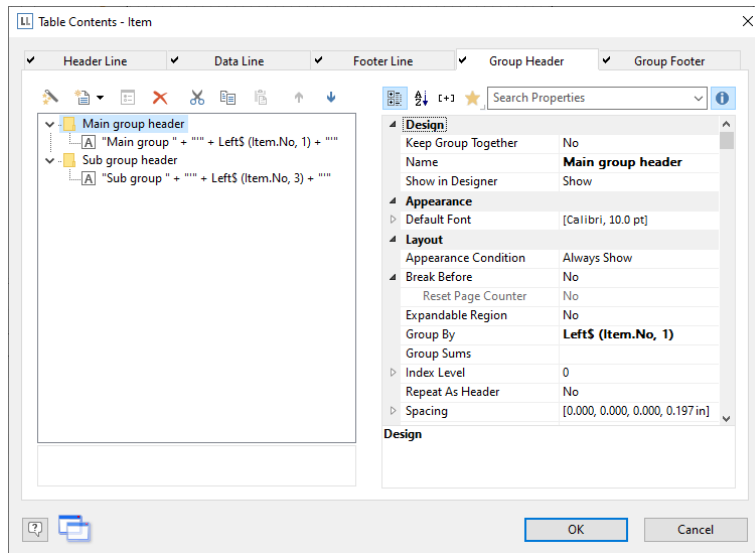 LL Table Contents - Item
Header Line Data Line Footer Line Group Header Group Footer
Search Properties
Main group header
"Main group " + "'" + Left$ (Item.No, 1) + "'"
Sub group header
"Sub group " + "'" + Left$ (Item.No, 3) + "'"
Design
Keep Group Together No
Name Main group header
Show in Designer Show
Appearance
Default Font [Calibri, 10.0 pt]
Layout
Appearance Condition Always Show
Break Before No
Reset Page Counter No
Expandable Region No
Group By Left$ (Item.No, 1)
Group Sums
Index Level 0
Repeat As Header No
Spacing [0.000, 0.000, 0.000, 0.197 in]
Design
OK Cancel